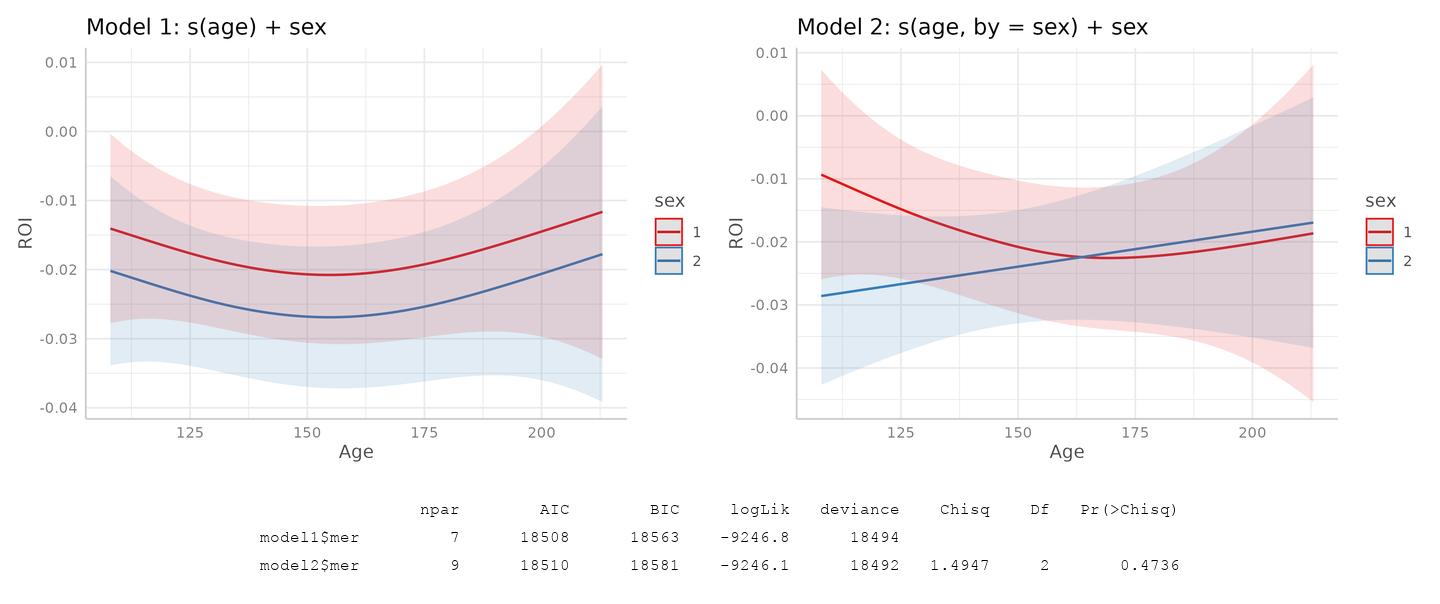 Model 1: s(age) + sex
0.01
0.00
-0.01
-0.02
-0.03
-0.04
ROI
125 150 175 200
Age
sex
1
2
Model 2: s(age, by = sex) + sex
0.01
0.00
-0.01
-0.02
-0.03
-0.04
ROI
125 150 175 200
Age
sex
1
2
npar AIC BIC logLik deviance Chisq Df Pr(>Chisq)
model1$mer 7 18508 18563 -9246.8 18494
model2$mer 9 18510 18581 -9246.1 18492 1.4947 2 0.4736